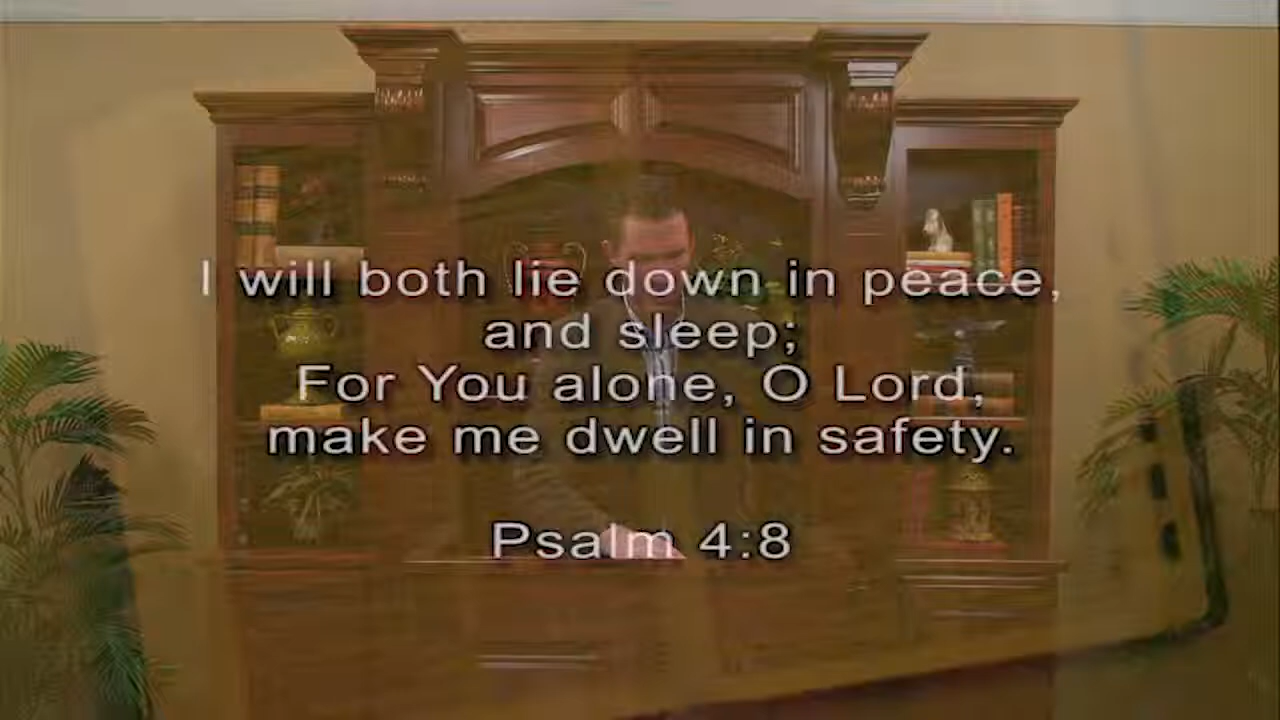 I will both lie down in peace,
and sleep;
For You alone, O Lord,
make me dwell in safety.
Psalm 4:8